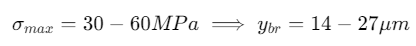 σ_max = 30 − 60MPa ⟹ y_br = 14 − 27μm